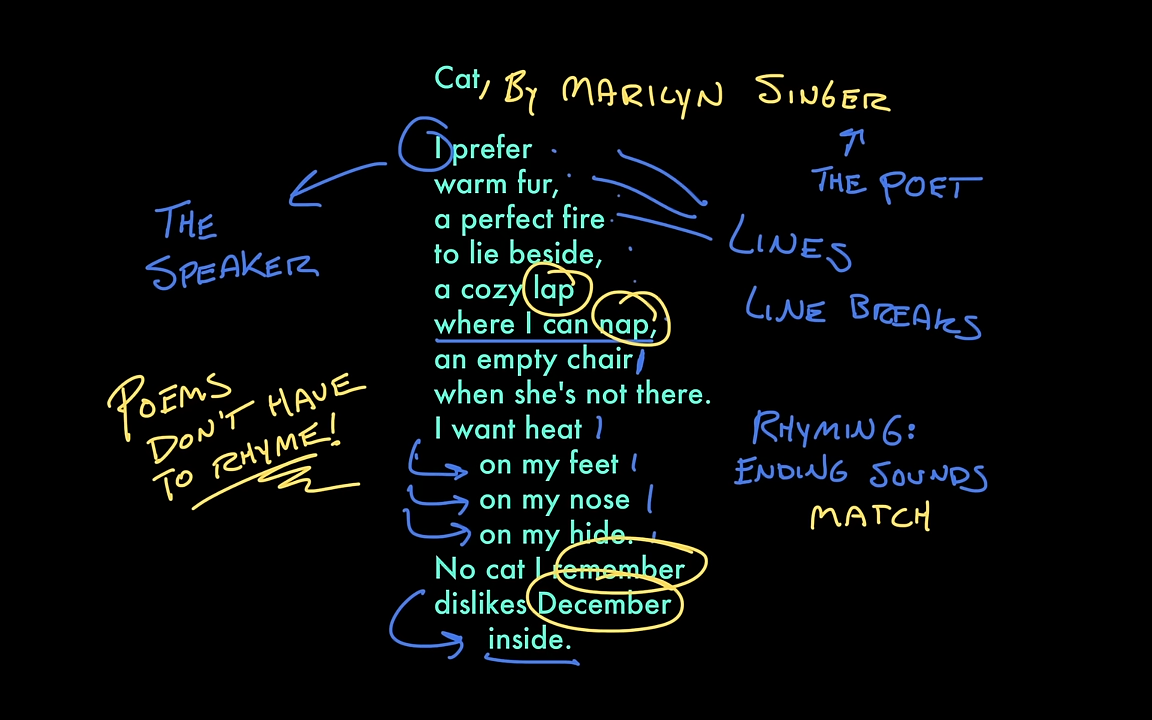 Cat, By MARILYN SINGER
THE POET
I prefer
warm fur,
a perfect fire
to lie beside,
a cozy lap
where I can nap,
an empty chair
when she's not there.
I want heat
on my feet
on my nose
on my hide.
No cat I remember
dislikes December
inside.
THE
SPEAKER
LINES
LINE BREAKS
POEMS
DON'T HAVE
TO RHYME!
RHYMING:
ENDING SOUNDS
MATCH